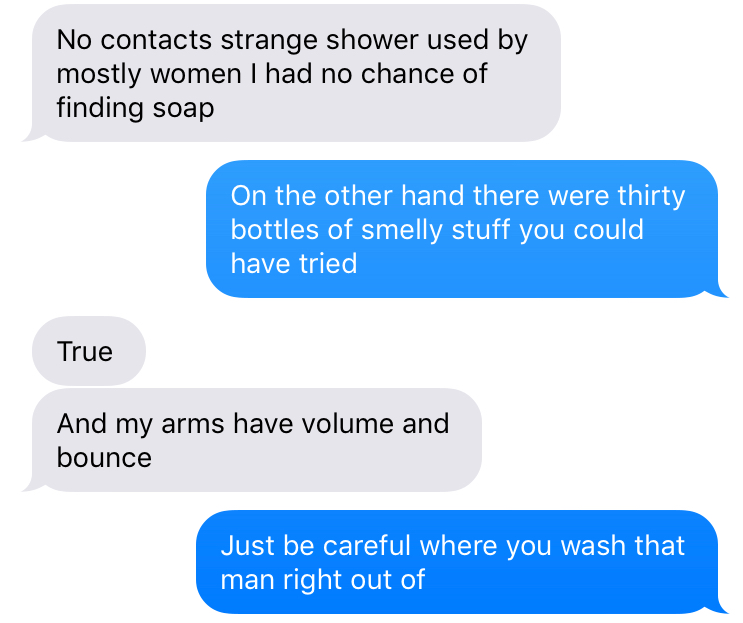 No contacts strange shower used by
mostly women I had no chance of
finding soap
On the other hand there were thirty
bottles of smelly stuff you could
have tried
True
And my arms have volume and
bounce
Just be careful where you wash that
man right out of